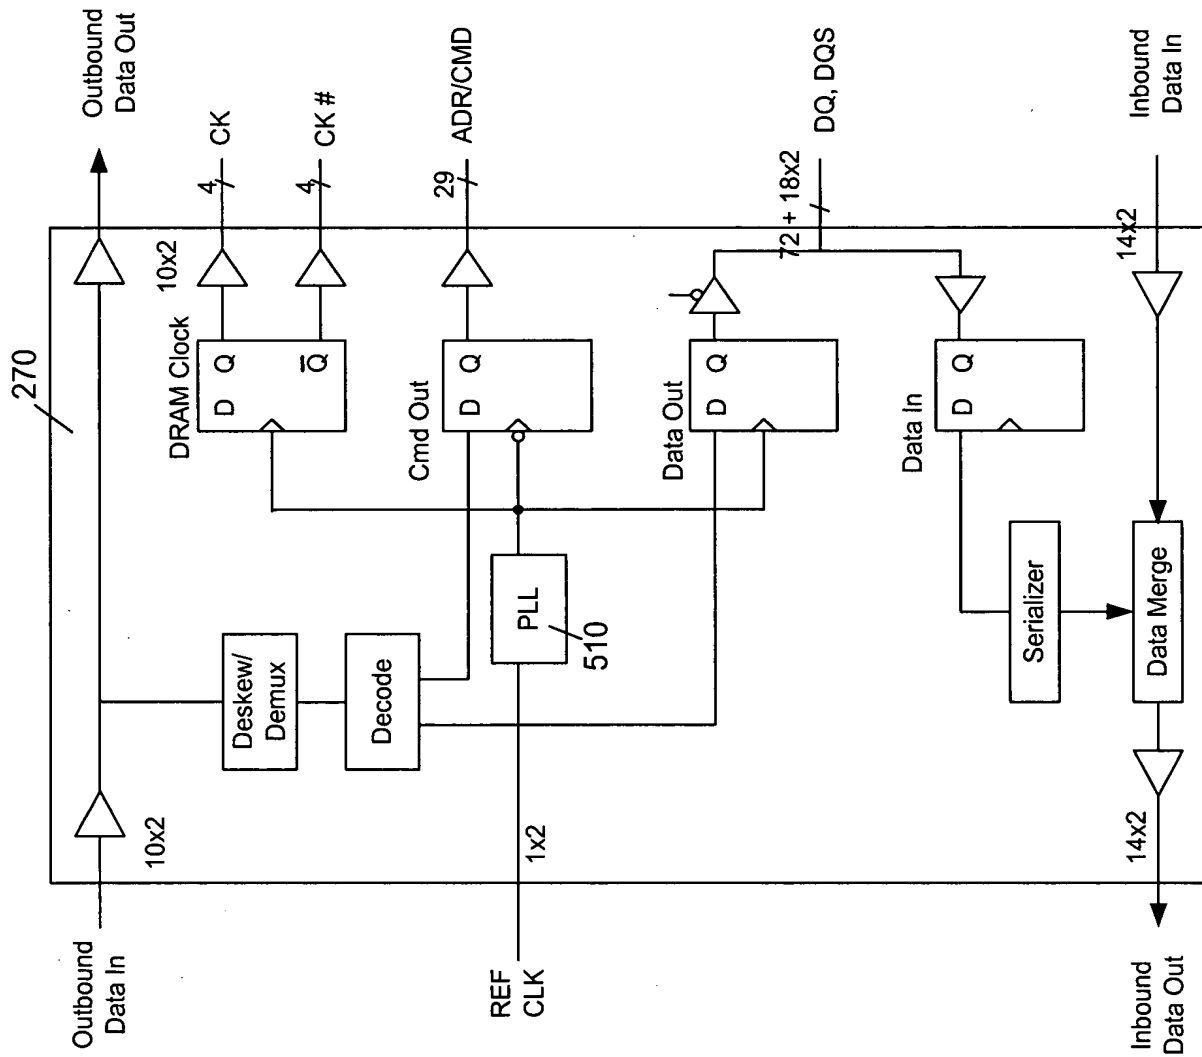 270
Outbound
Data In
10x2
Outbound
Data Out
Deskew/
Demux
Decode
DRAM Clock
D Q
Q̅
10x2
4
CK
4
CK #
Cmd Out
D Q
29
ADR/CMD
REF
CLK
1x2
PLL
510
Data Out
D Q
72 + 18x2
DQ, DQS
Data In
D Q
Serializer
Data Merge
14x2
Inbound
Data In
14x2
Inbound
Data Out